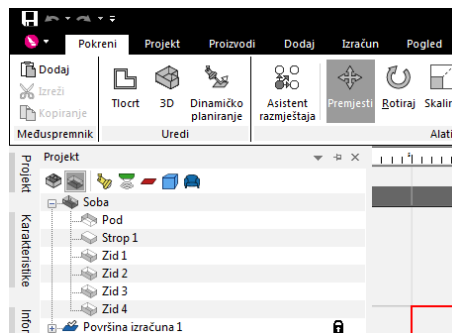 Pokreni Projekt Proizvodi Dodaj Izračun Pogled
Dodaj
Izreži
Kopiranje
Međuspremnik
Tlocrt 3D Dinamičko planiranje
Uredi
Asistent razmještaja
Premjesti Rotiraj Skalir
Alati
Projekt
Karakteristike
Infor
Projekt
Soba
Pod
Strop 1
Zid 1
Zid 2
Zid 3
Zid 4
Površina izračuna 1